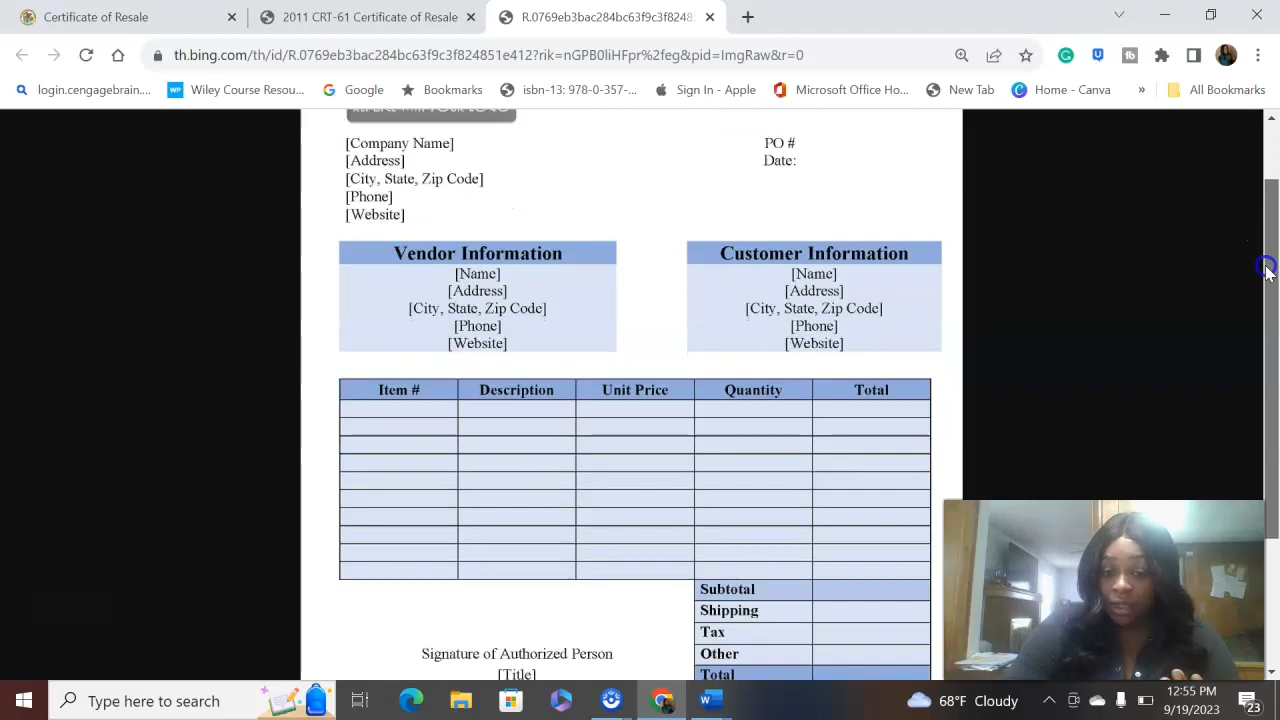 Certificate of Resale
2011 CRT-61 Certificate of Resale
R.0769eb3bac284bc63f9c3f8248
th.bing.com/th/id/R.0769eb3bac284bc63f9c3f824851e412?rik=nGPB0liHFpr%2feg&pid=ImgRaw&r=0
login.cengagebrain....
WP
Wiley Course Resou...
Google
Bookmarks
isbn-13: 978-0-357-...
Sign In - Apple
Microsoft Office Ho...
New Tab
Home - Canva
»
All Bookmarks
[Company Name]
PO #
[Address]
Date:
[City, State, Zip Code]
[Phone]
[Website]
Vendor Information
[Name]
[Address]
[City, State, Zip Code]
[Phone]
[Website]
Customer Information
[Name]
[Address]
[City, State, Zip Code]
[Phone]
[Website]
Item # Description Unit Price Quantity Total
Subtotal
Shipping
Tax
Other
Total
Signature of Authorized Person
[Title]
Type here to search
68°F Cloudy
12:55 PM
9/19/2023
23